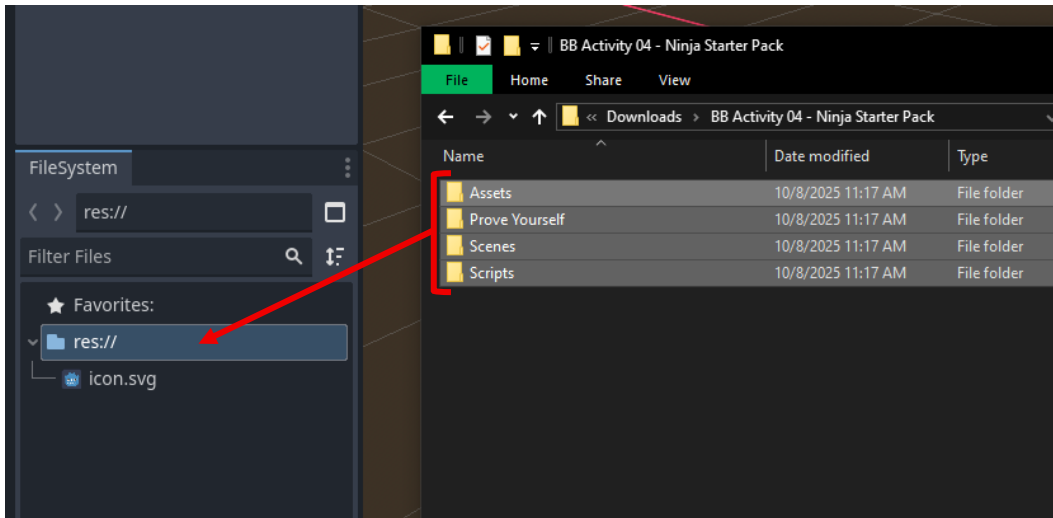 BB Activity 04 - Ninja Starter Pack
File Home Share View
« Downloads > BB Activity 04 - Ninja Starter Pack
Name Date modified Type
Assets 10/8/2025 11:17 AM File folder
Prove Yourself 10/8/2025 11:17 AM File folder
Scenes 10/8/2025 11:17 AM File folder
Scripts 10/8/2025 11:17 AM File folder
FileSystem
res://
Filter Files
Favorites:
res://
icon.svg